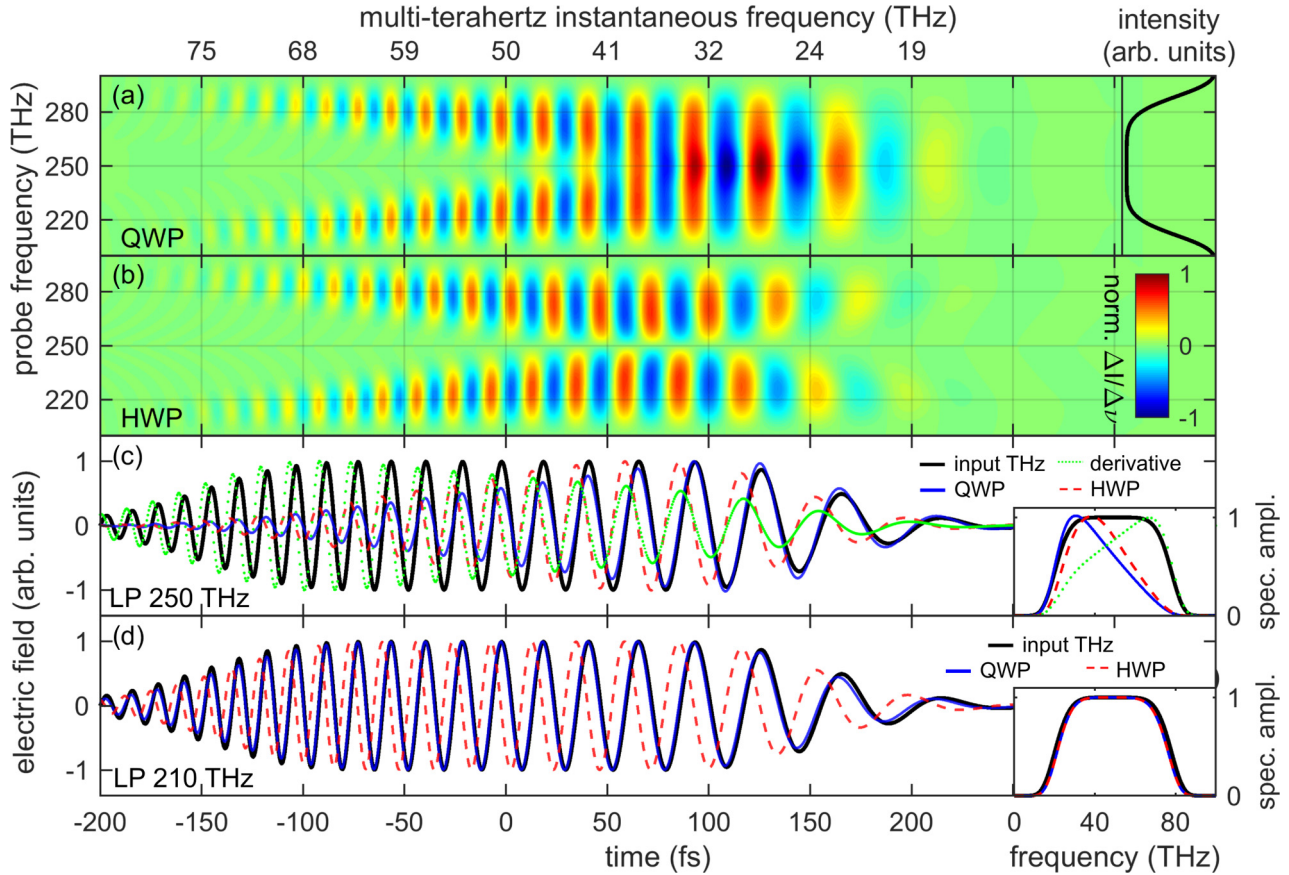 multi-terahertz instantaneous frequency (THz)
intensity
(arb. units)
75 68 59 50 41 32 24 19
probe frequency (THz)
(a)
280
250
220
QWP
(b)
280
250
220
HWP
norm. ΔI/Δν
1
0
-1
electric field (arb. units)
(c)
1
0
-1
LP 250 THz
input THz
derivative
QWP
HWP
1
0
spec. ampl.
(d)
1
0
-1
LP 210 THz
input THz
QWP
HWP
1
0
spec. ampl.
-200 -150 -100 -50 0 50 100 150 200
0 40 80
time (fs)
frequency (THz)